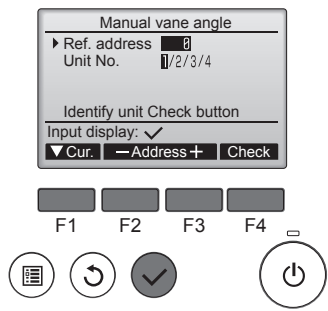 Manual vane angle
Ref. address 0
Unit No. 1/2/3/4
Identify unit Check button
Input display: ✓
▼ Cur. − Address + Check
F1 F2 F3 F4